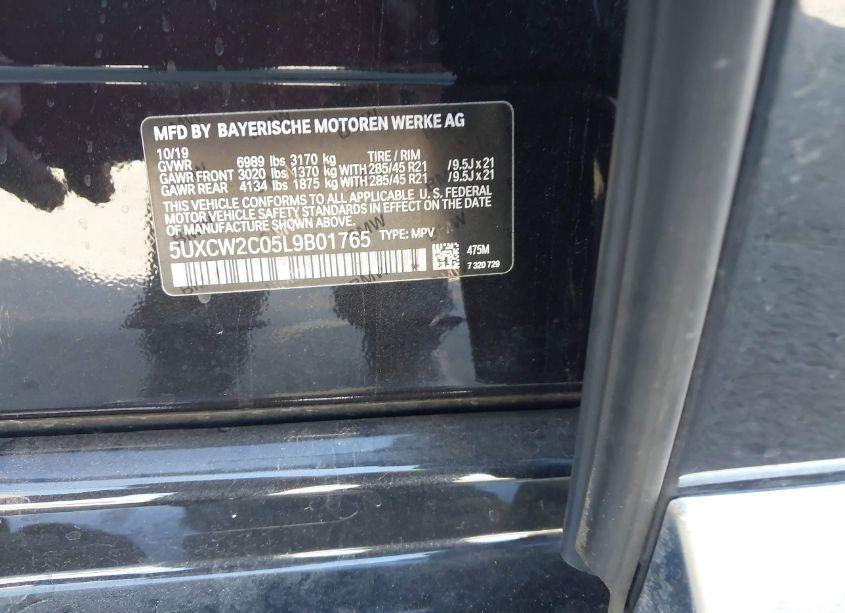 MFD BY BAYERISCHE MOTOREN WERKE AG
10/19 TIRE / RIM
GVWR 6989 lbs 3170 kg
GAWR FRONT 3020 lbs 1370 kg WITH 285/45 R21 /9.5J x 21
GAWR REAR 4134 lbs 1875 kg WITH 285/45 R21 /9.5J x 21
THIS VEHICLE CONFORMS TO ALL APPLICABLE U. S. FEDERAL
MOTOR VEHICLE SAFETY STANDARDS IN EFFECT ON THE DATE
OF MANUFACTURE SHOWN ABOVE.
5UXCW2C05L9B01765 TYPE: MPV
475M
7 320 729